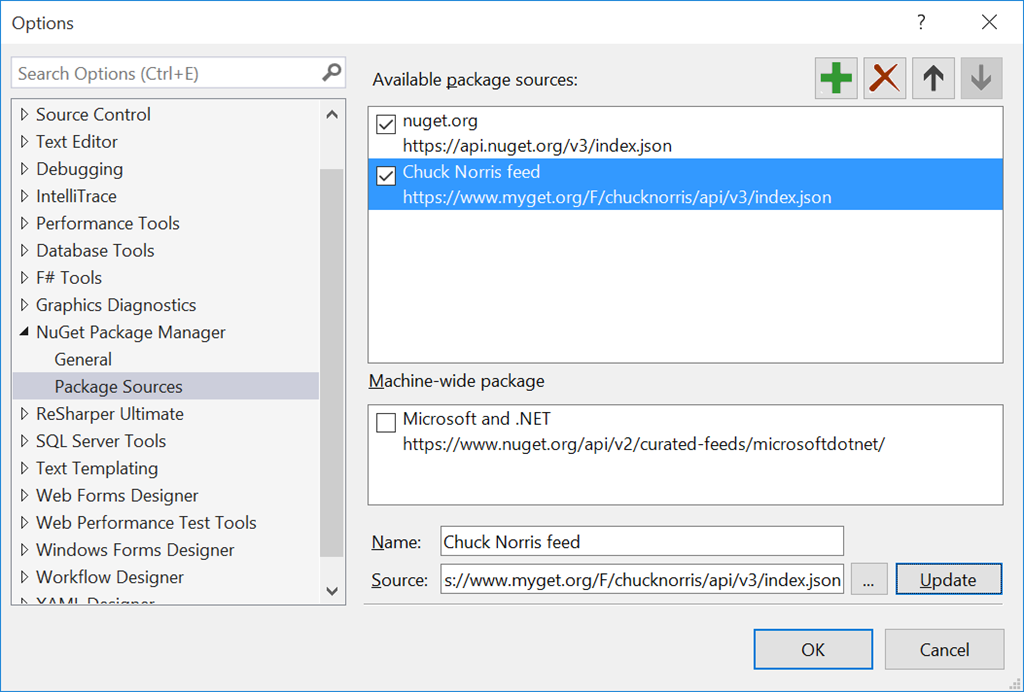 Options
?
Search Options (Ctrl+E)
Source Control
Text Editor
Debugging
IntelliTrace
Performance Tools
Database Tools
F# Tools
Graphics Diagnostics
NuGet Package Manager
General
Package Sources
ReSharper Ultimate
SQL Server Tools
Text Templating
Web Forms Designer
Web Performance Test Tools
Windows Forms Designer
Workflow Designer
XAML Designer
Available package sources:
nuget.org
https://api.nuget.org/v3/index.json
Chuck Norris feed
https://www.myget.org/F/chucknorris/api/v3/index.json
Machine-wide package
Microsoft and .NET
https://www.nuget.org/api/v2/curated-feeds/microsoftdotnet/
Name: Chuck Norris feed
Source: s://www.myget.org/F/chucknorris/api/v3/index.json ... Update
OK Cancel